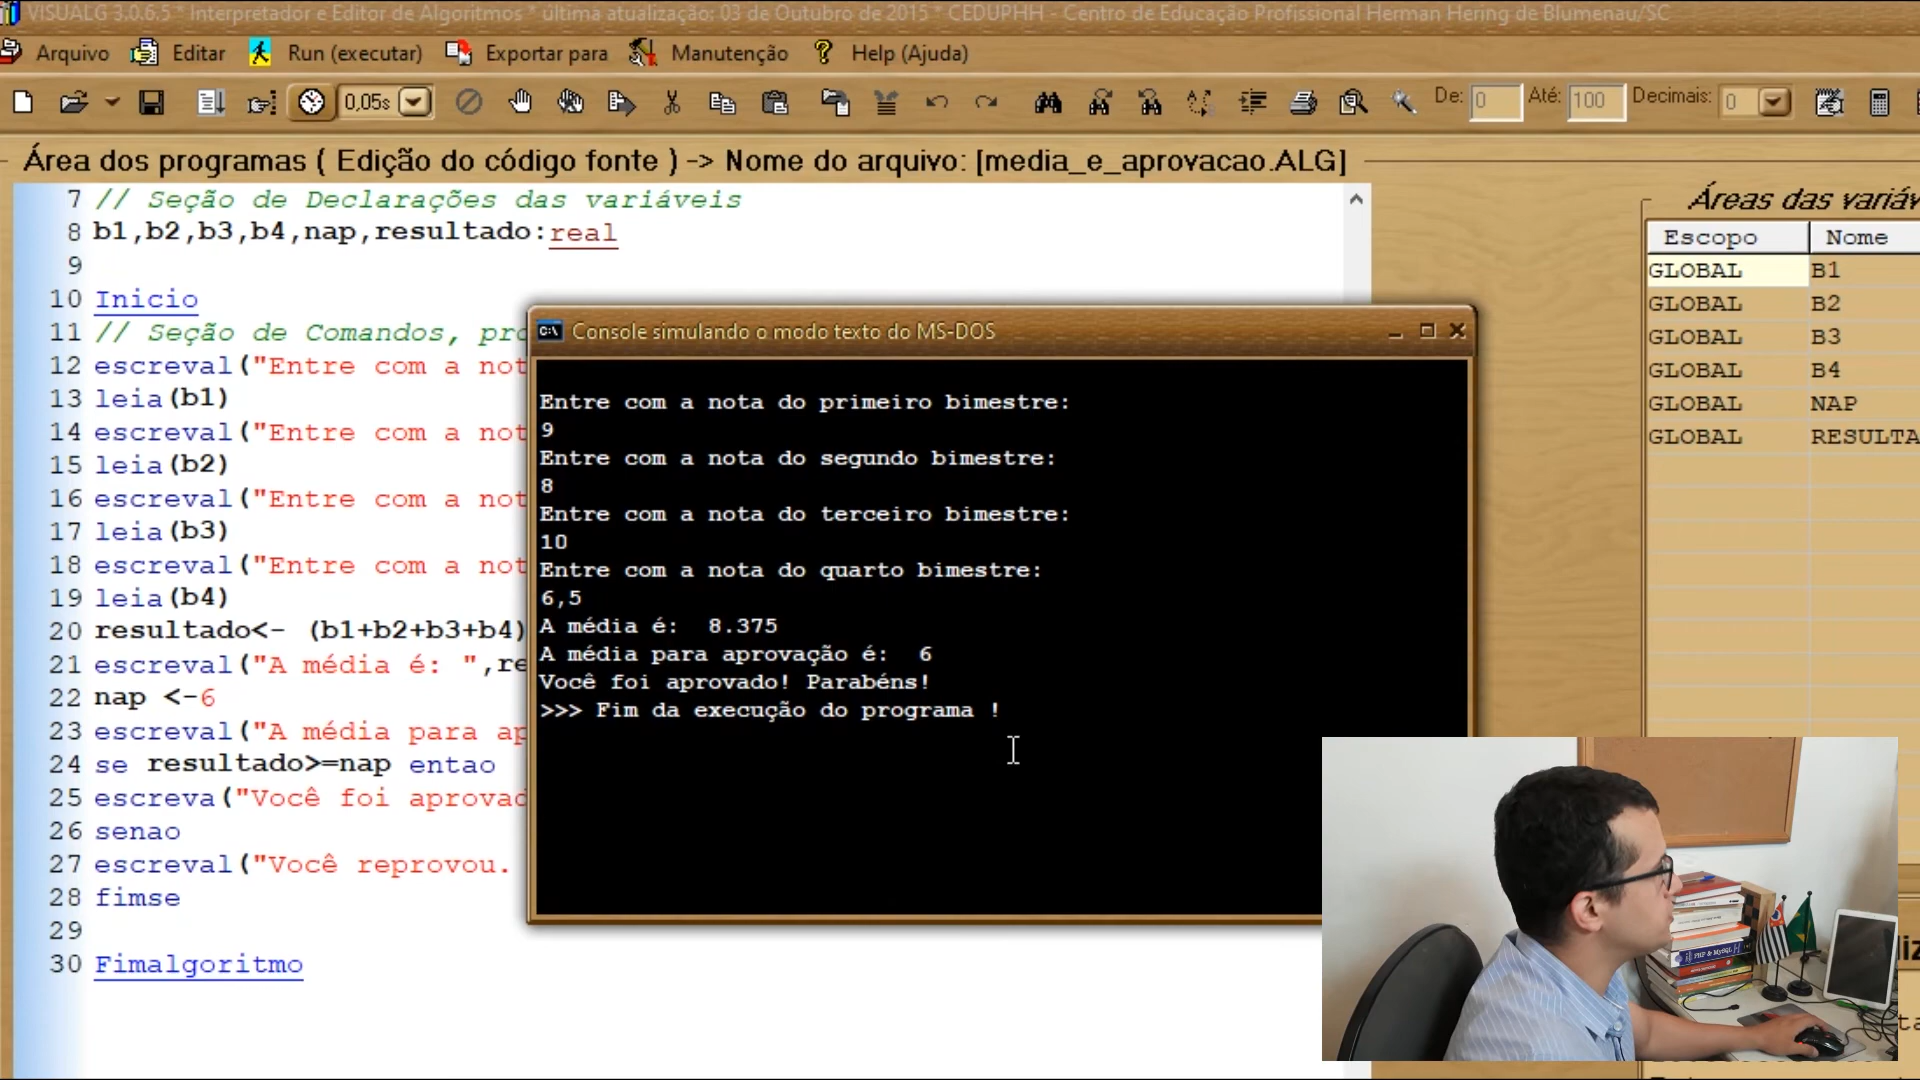 VISUALG 3.0.6.5 * Interpretador e Editor de Algoritmos * última atualização: 03 de Outubro de 2015 * CEDUPHH - Centro de Educação Profissional Herman Hering de Blumenau/SC
Arquivo Editar Run (executar) Exportar para Manutenção Help (Ajuda)
0,05s De: 0 Até: 100 Decimais: 0
Área dos programas ( Edição do código fonte ) -> Nome do arquivo: [media_e_aprovacao.ALG]
7 // Seção de Declarações das variáveis
8 b1,b2,b3,b4,nap,resultado:real
9
10 Inicio
11 // Seção de Comandos, pro
12 escreval("Entre com a not
13 leia(b1)
14 escreval("Entre com a not
15 leia(b2)
16 escreval("Entre com a not
17 leia(b3)
18 escreval("Entre com a not
19 leia(b4)
20 resultado<- (b1+b2+b3+b4)
21 escreval("A média é: ",re
22 nap <-6
23 escreval("A média para ap
24 se resultado>=nap entao
25 escreva("Você foi aprovad
26 senao
27 escreval("Você reprovou.
28 fimse
29
30 Fimalgoritmo
Console simulando o modo texto do MS-DOS
Entre com a nota do primeiro bimestre:
9
Entre com a nota do segundo bimestre:
8
Entre com a nota do terceiro bimestre:
10
Entre com a nota do quarto bimestre:
6,5
A média é:  8.375
A média para aprovação é:  6
Você foi aprovado! Parabéns!
>>> Fim da execução do programa !
Áreas das variáv
Escopo Nome
GLOBAL B1
GLOBAL B2
GLOBAL B3
GLOBAL B4
GLOBAL NAP
GLOBAL RESULTA
PHP & MySQL